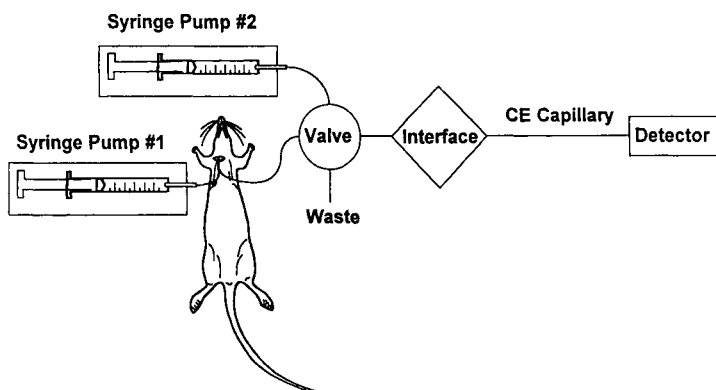 Syringe Pump #2
Syringe Pump #1
Valve
Interface
CE Capillary
Detector
Waste